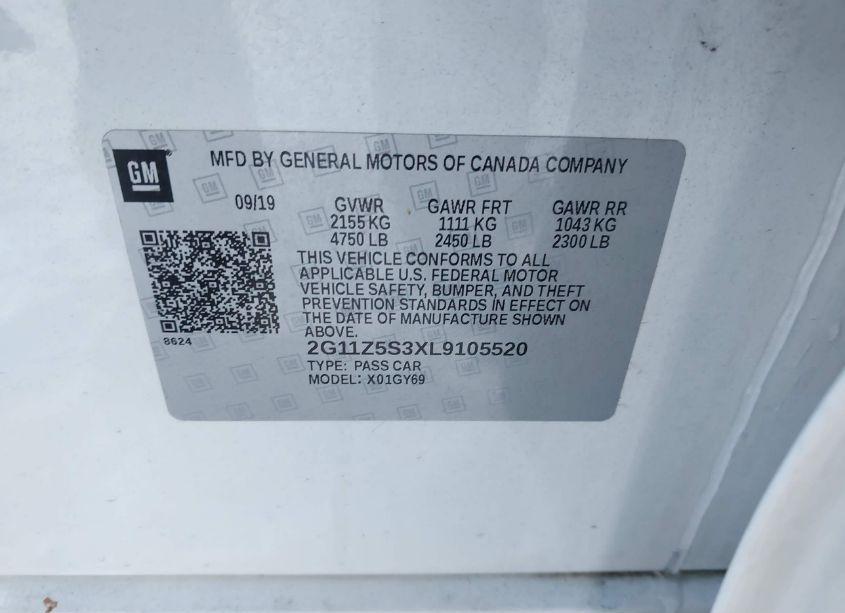 GM
MFD BY GENERAL MOTORS OF CANADA COMPANY
09/19
GVWR GAWR FRT GAWR RR
2155 KG 1111 KG 1043 KG
4750 LB 2450 LB 2300 LB
THIS VEHICLE CONFORMS TO ALL
APPLICABLE U.S. FEDERAL MOTOR
VEHICLE SAFETY, BUMPER, AND THEFT
PREVENTION STANDARDS IN EFFECT ON
THE DATE OF MANUFACTURE SHOWN
ABOVE.
8624
2G11Z5S3XL9105520
TYPE: PASS CAR
MODEL: X01GY69